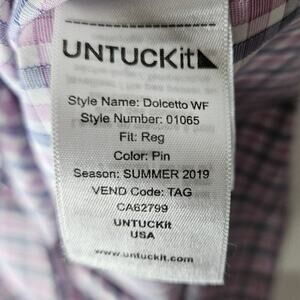 UNTUCKit
Style Name: Dolcetto WF
Style Number: 01065
Fit: Reg
Color: Pin
Season: SUMMER 2019
VEND Code: TAG
CA62799
UNTUCKit
USA
www.untuckit.com